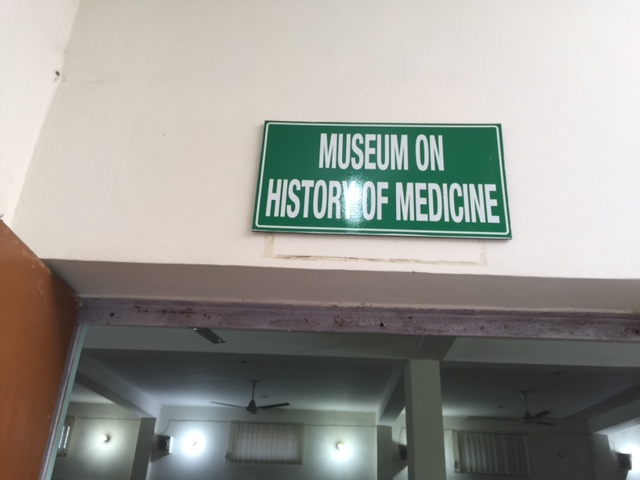 MUSEUM ON
HISTORY OF MEDICINE